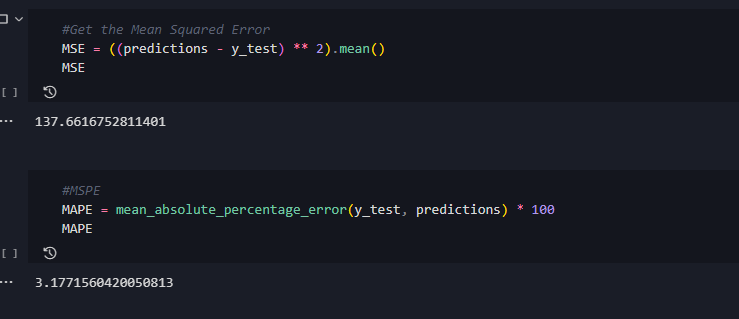 #Get the Mean Squared Error
MSE = ((predictions - y_test) ** 2).mean()
MSE
[ ]
... 137.6616752811401
#MSPE
MAPE = mean_absolute_percentage_error(y_test, predictions) * 100
MAPE
[ ]
... 3.1771560420050813